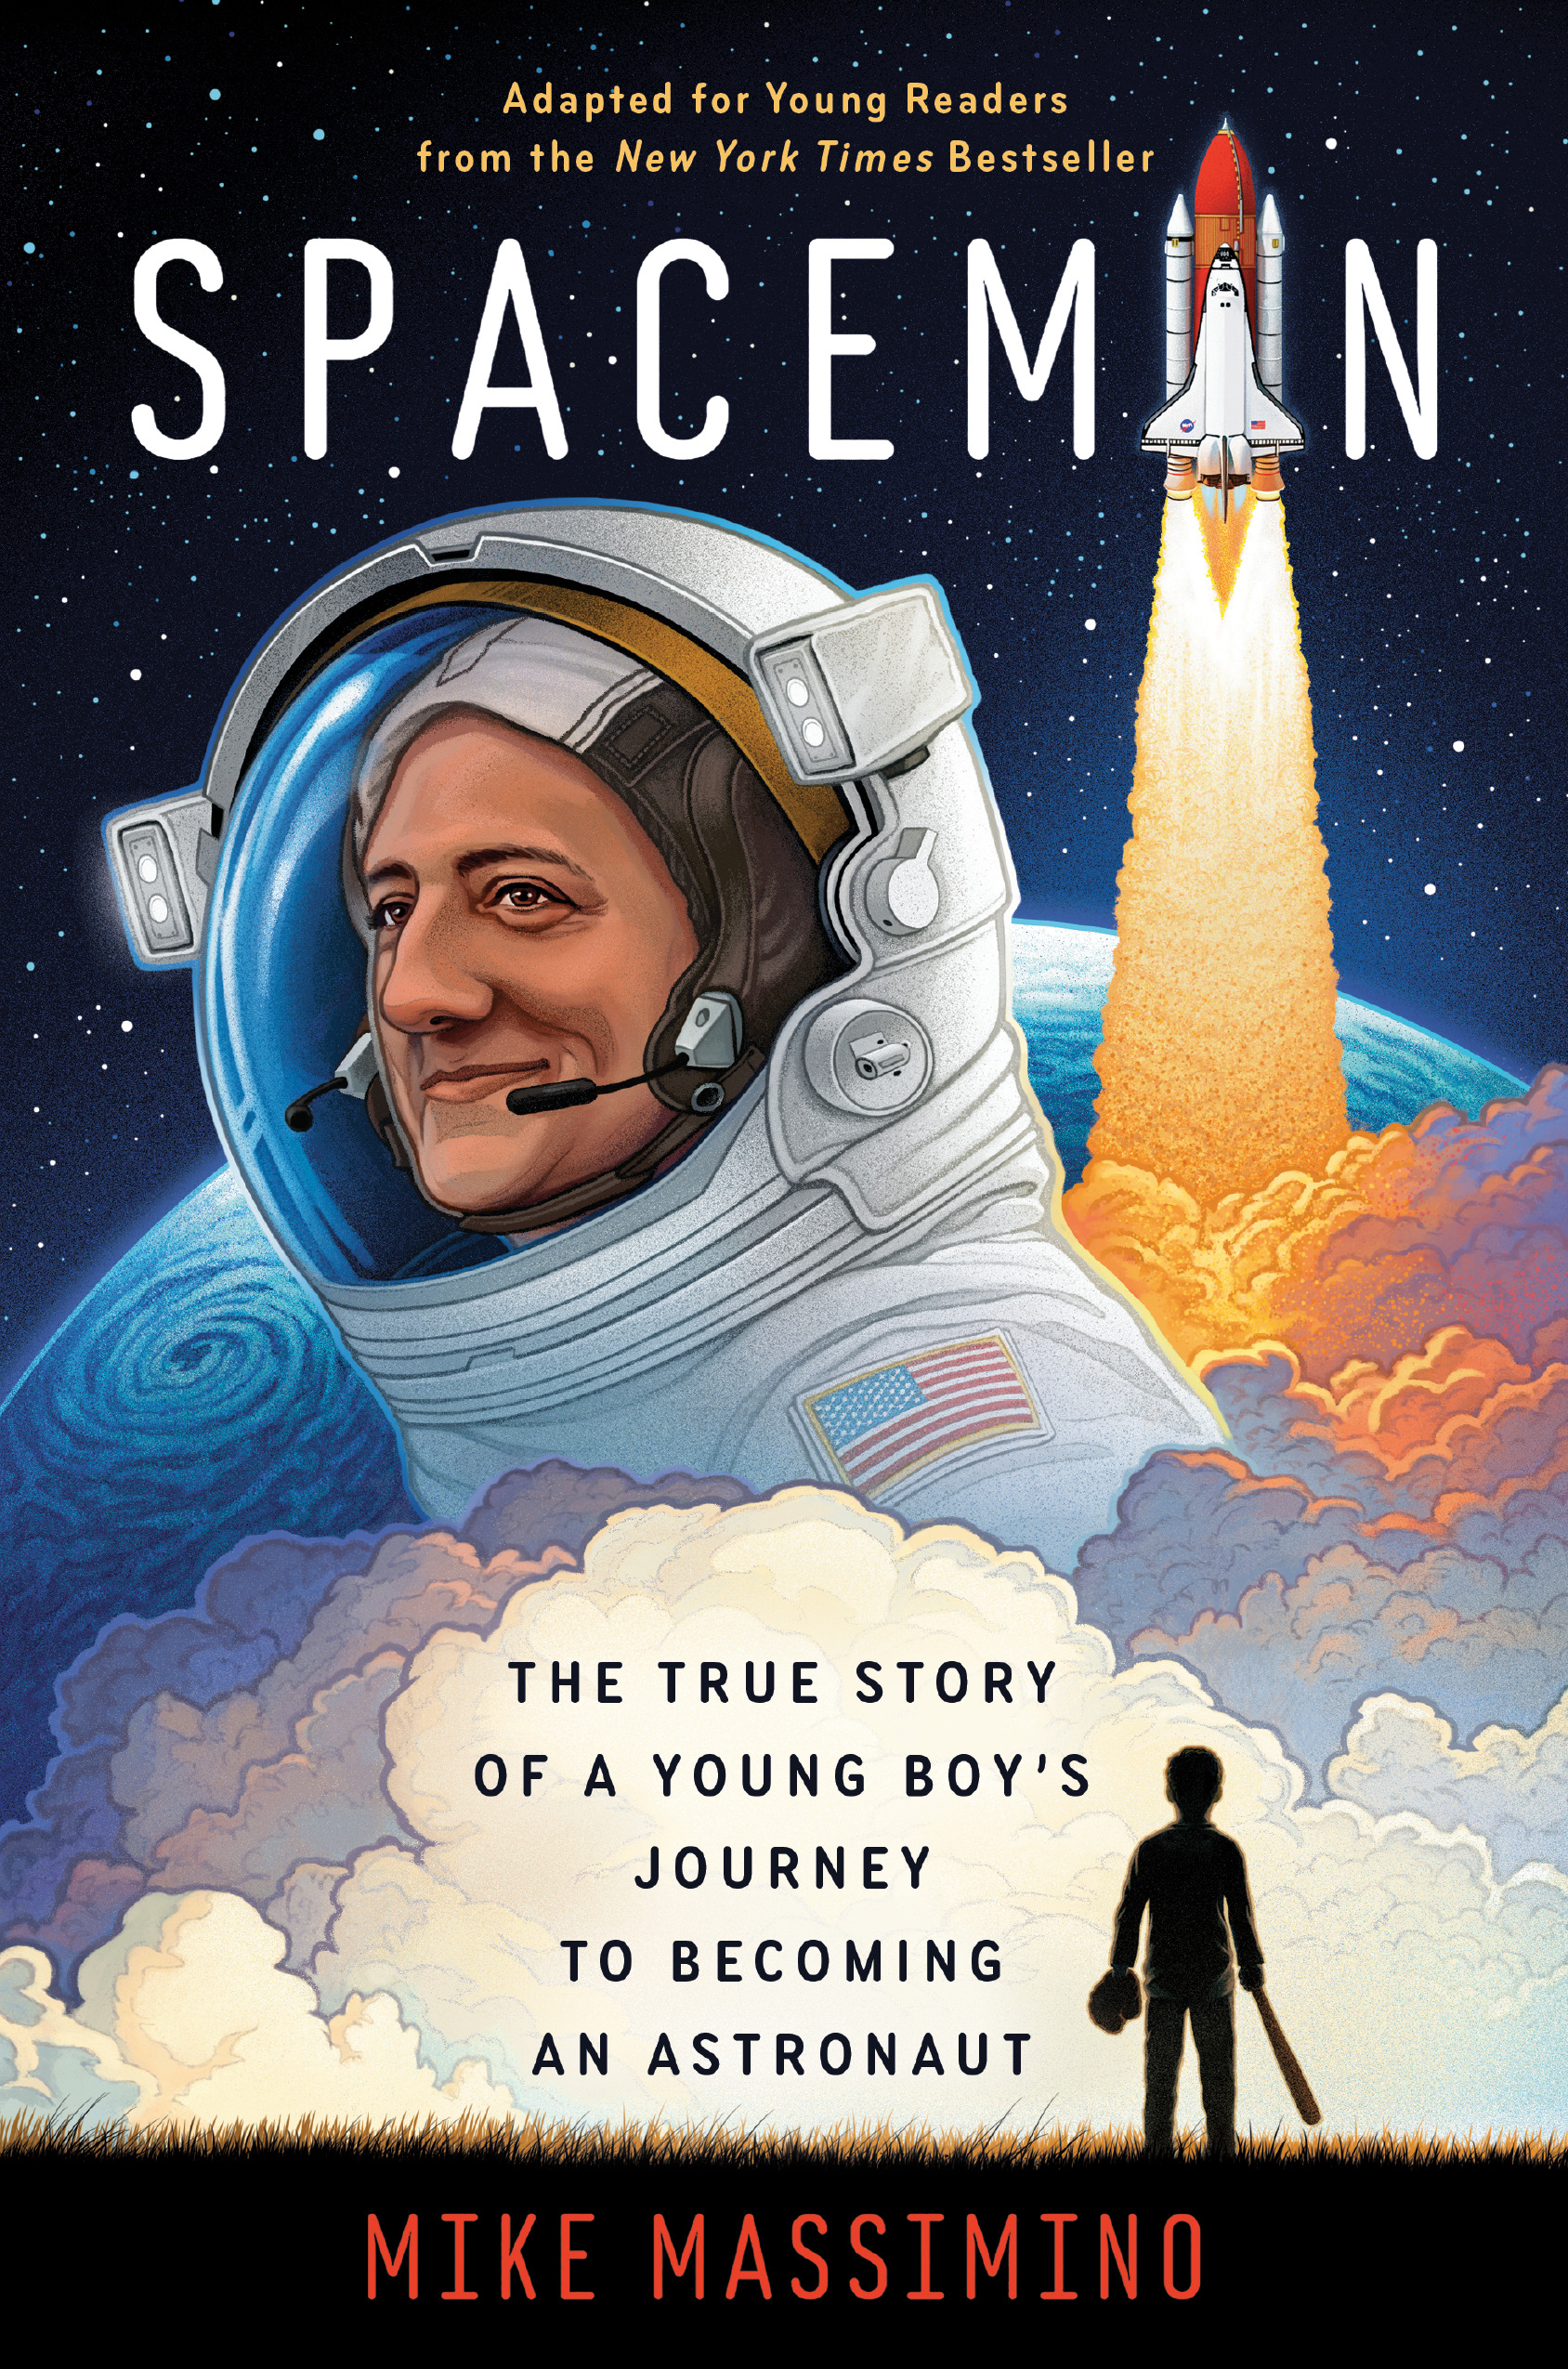 Adapted for Young Readers
from the New York Times Bestseller
SPACEM N
THE TRUE STORY
OF A YOUNG BOY'S
JOURNEY
TO BECOMING
AN ASTRONAUT
MIKE MASSIMINO